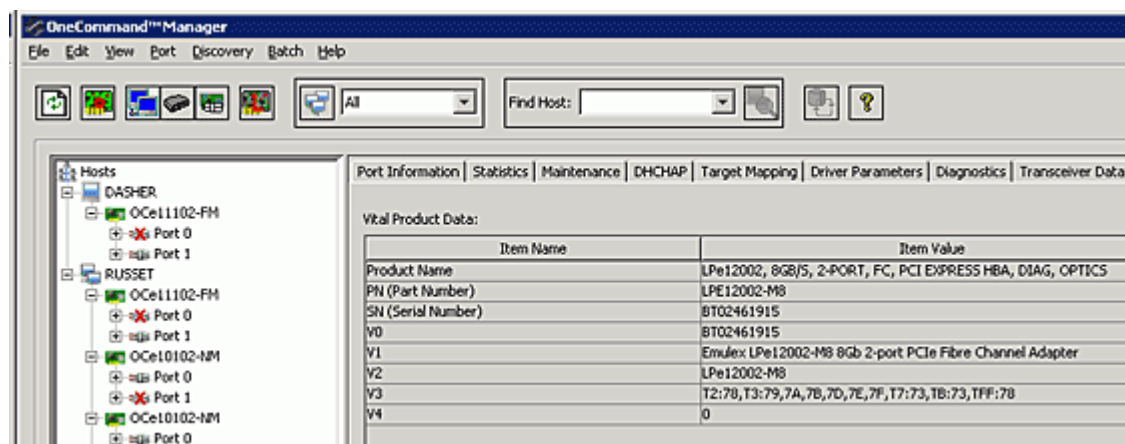 OneCommand™Manager
File Edit View Port Discovery Batch Help
All Find Host:
Hosts
DASHER
OCe11102-FM
Port 0
Port 1
RUSSET
OCe11102-FM
Port 0
Port 1
OCe10102-NM
Port 0
Port 1
OCe10102-NM
Port 0
Port Information Statistics Maintenance DHCHAP Target Mapping Driver Parameters Diagnostics Transceiver Data
Vital Product Data:
Item Name Item Value
Product Name LPe12002, 8GB/S, 2-PORT, FC, PCI EXPRESS HBA, DIAG, OPTICS
PN (Part Number) LPE12002-M8
SN (Serial Number) BT02461915
V0 BT02461915
V1 Emulex LPe12002-M8 8Gb 2-port PCIe Fibre Channel Adapter
V2 LPe12002-M8
V3 T2:78,T3:79,7A,7B,7D,7E,7F,T7:73,TB:73,TFF:78
V4 0